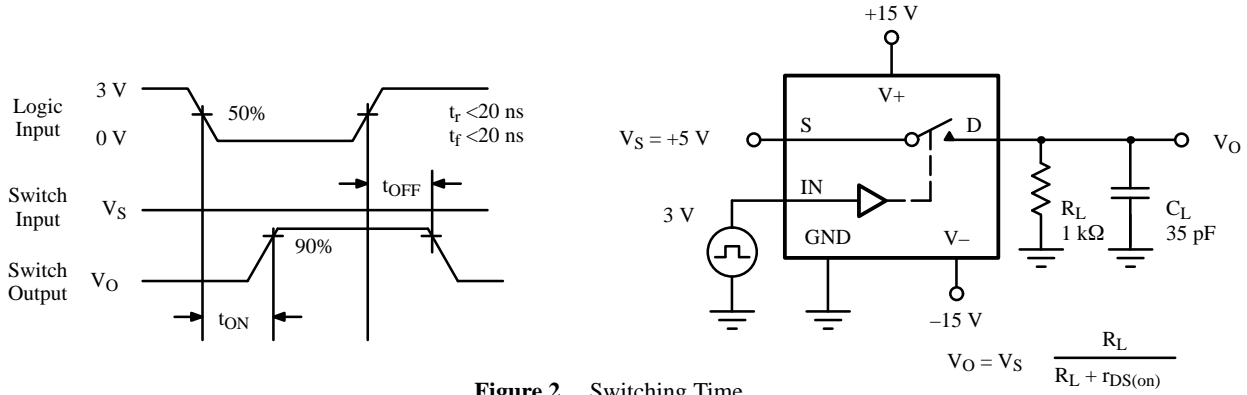 Logic
Input
3 V
0 V
50%
t_r <20 ns
t_f <20 ns
Switch
Input
V_S
t_OFF
90%
Switch
Output
V_O
t_ON
+15 V
V+
V_S = +5 V
S
D
V_O
IN
3 V
GND
V–
R_L
1 kΩ
C_L
35 pF
–15 V
V_O = V_S R_L / R_L + r_DS(on)
Figure 2. Switching Time